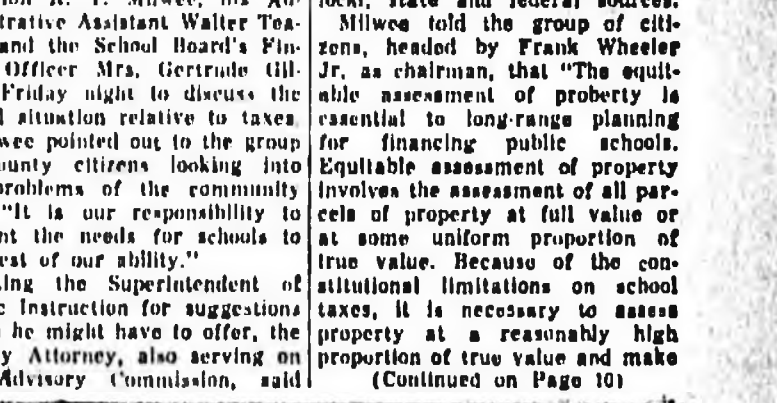 trative Assistant Walter Tea-
and the School Board's Fin-
Officer Mrs. Gertrude Gil-
Friday night to discuss the
situation relative to taxes
wee pointed out to the group
ounty citizens looking into
problems of the community
"It is our responsibility to
nt the needs for schools to
est of our ability."
ing the Superintendent of
c Instruction for suggestions
he might have to offer, the
y Attorney, also serving on
Advisory Commission, said
local, state and federal sources.
Milwee told the group of citi-
zens, headed by Frank Wheeler
Jr. as chairman, that "The equit-
able assessment of proberty is
essential to long-range planning
for financing public schools.
Equitable assessment of property
involves the assessment of all par-
cels of property at full value or
at some uniform proportion of
true value. Because of the con-
stitutional limitations on school
taxes, it is necessary to assess
property at a reasonably high
proportion of true value and make
(Continued on Page 10)